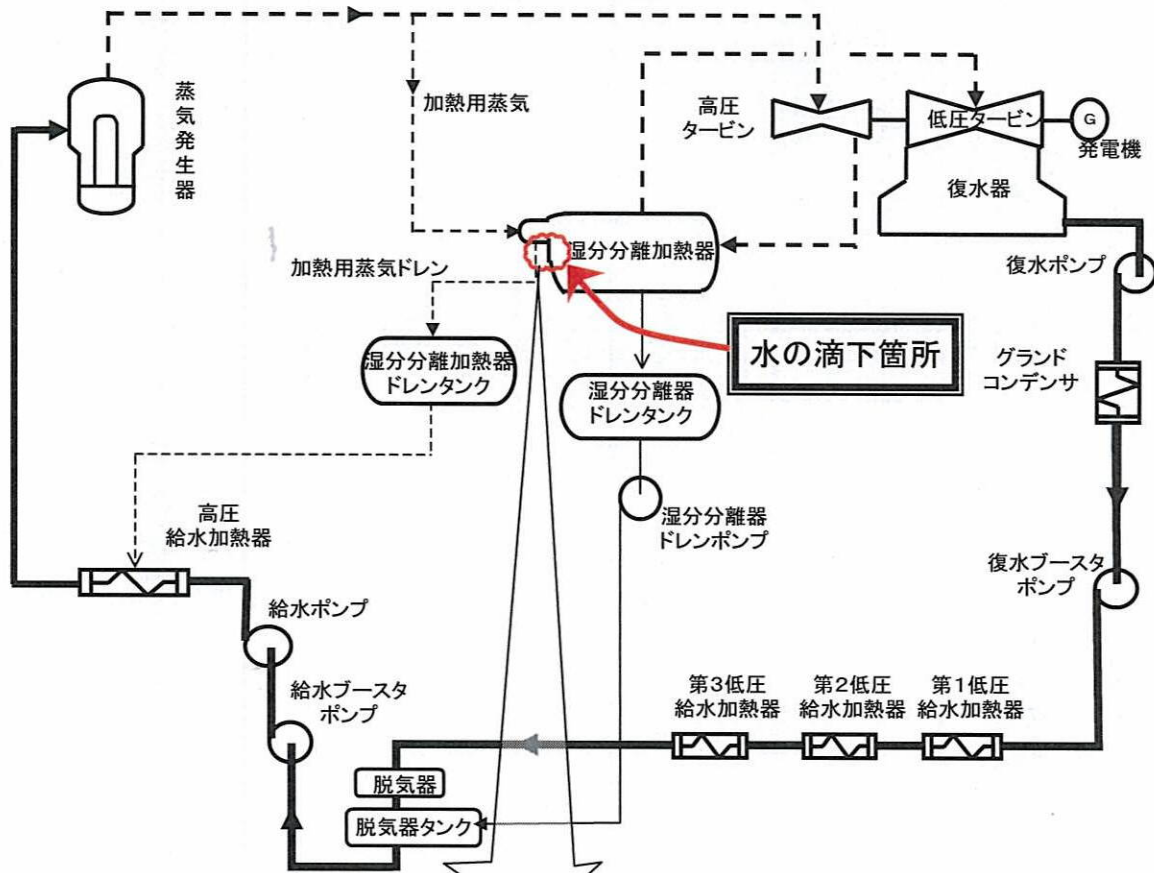 蒸気発生器
加熱用蒸気
高圧
タービン
低圧タービン
G
発電機
復水器
湿分分離加熱器
復水ポンプ
加熱用蒸気ドレン
水の滴下箇所
湿分分離加熱器
ドレンタンク
湿分分離器
ドレンタンク
グランド
コンデンサ
高圧
給水加熱器
湿分分離器
ドレンポンプ
復水ブースタ
ポンプ
給水ポンプ
給水ブースタ
ポンプ
第3低圧
給水加熱器
第2低圧
給水加熱器
第1低圧
給水加熱器
脱気器
脱気器タンク